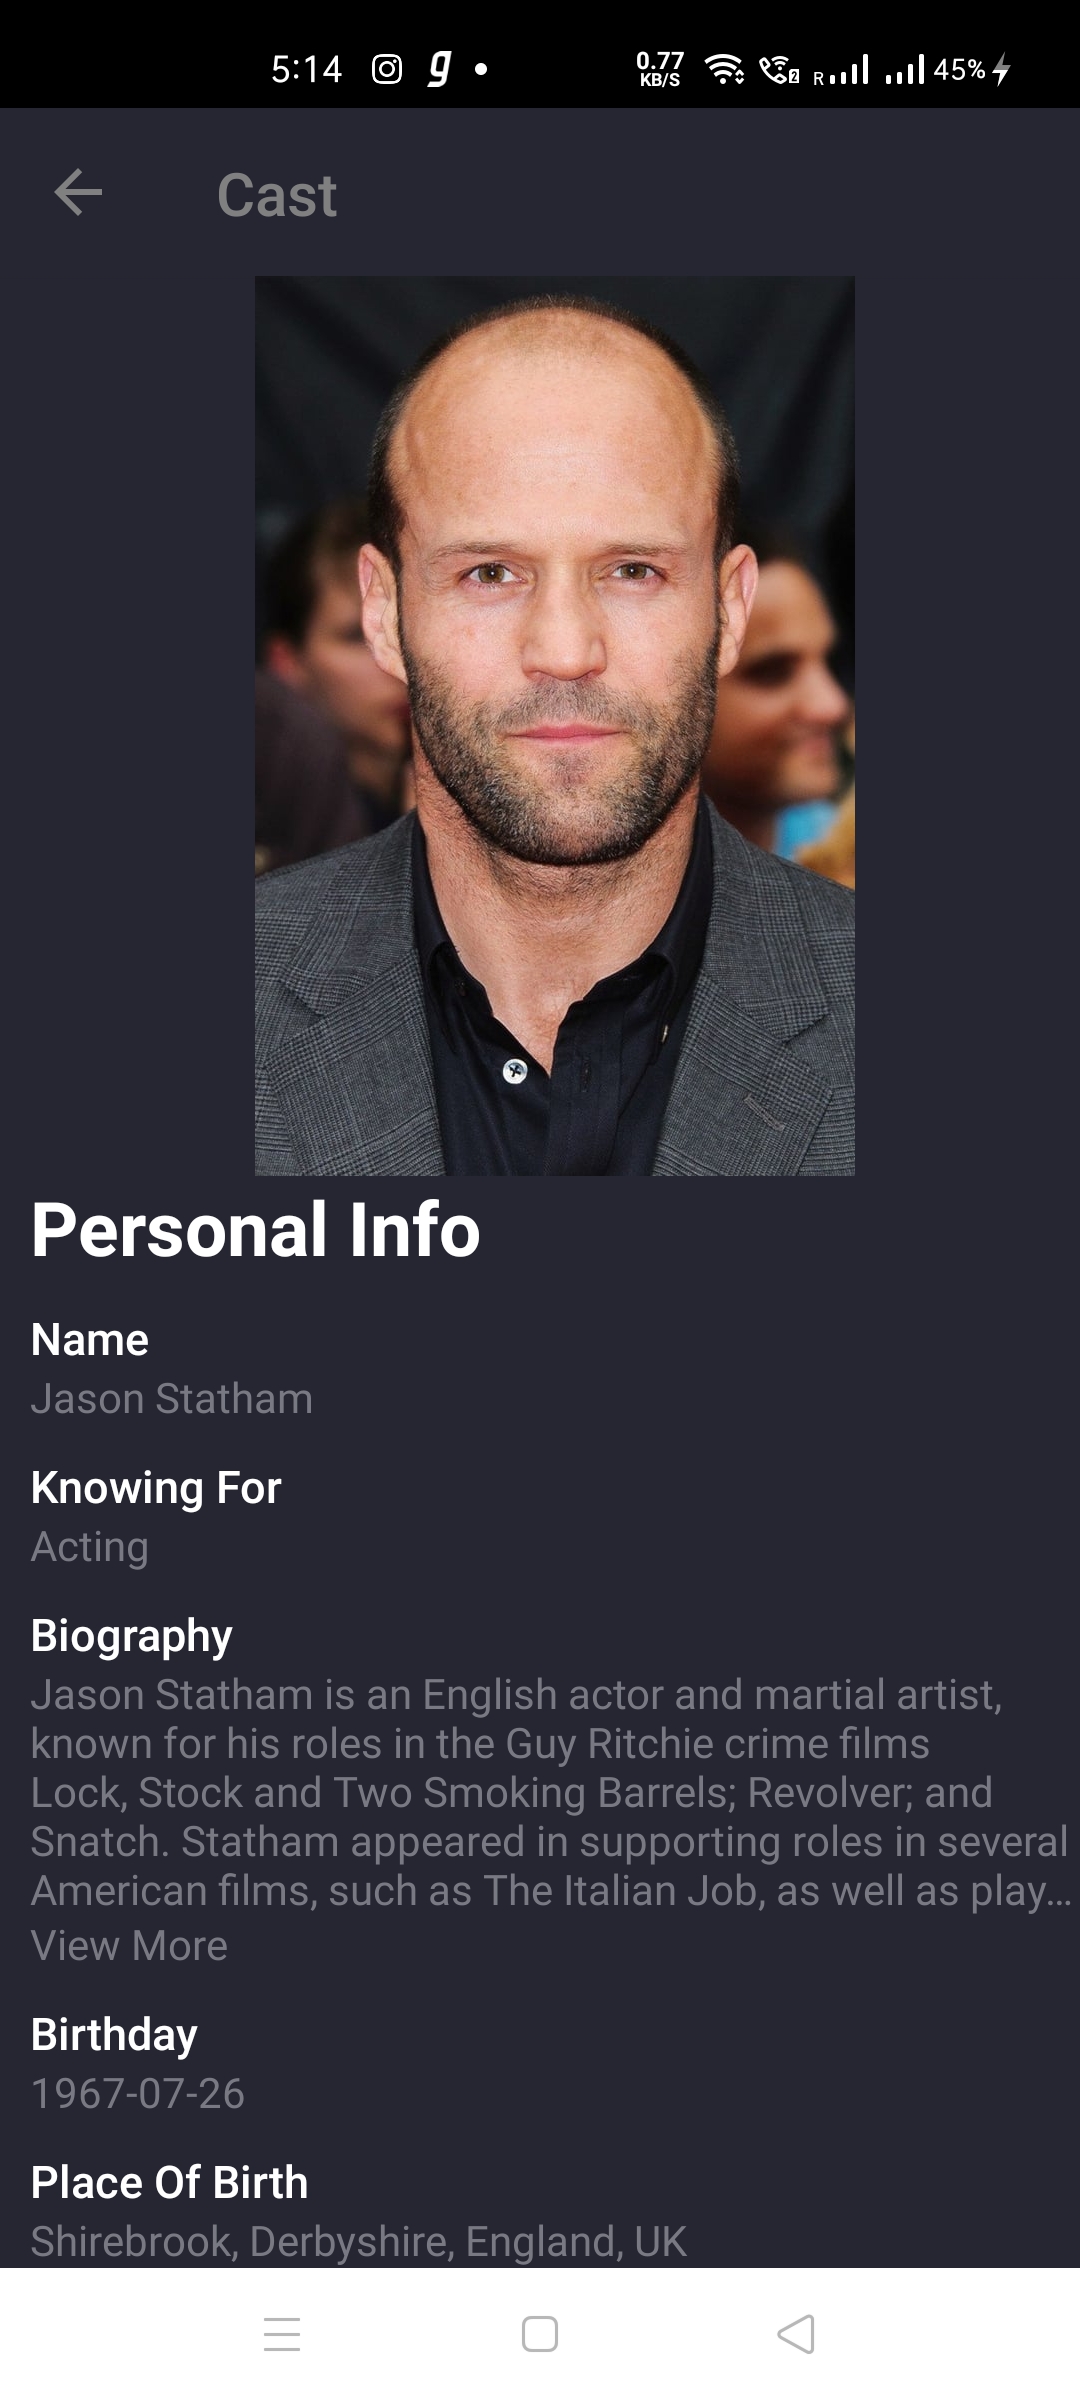 5:14 g 0.77 KB/S 2 R 45%
Cast
Personal Info
Name
Jason Statham
Knowing For
Acting
Biography
Jason Statham is an English actor and martial artist,
known for his roles in the Guy Ritchie crime films
Lock, Stock and Two Smoking Barrels; Revolver; and
Snatch. Statham appeared in supporting roles in several
American films, such as The Italian Job, as well as play…
View More
Birthday
1967-07-26
Place Of Birth
Shirebrook, Derbyshire, England, UK